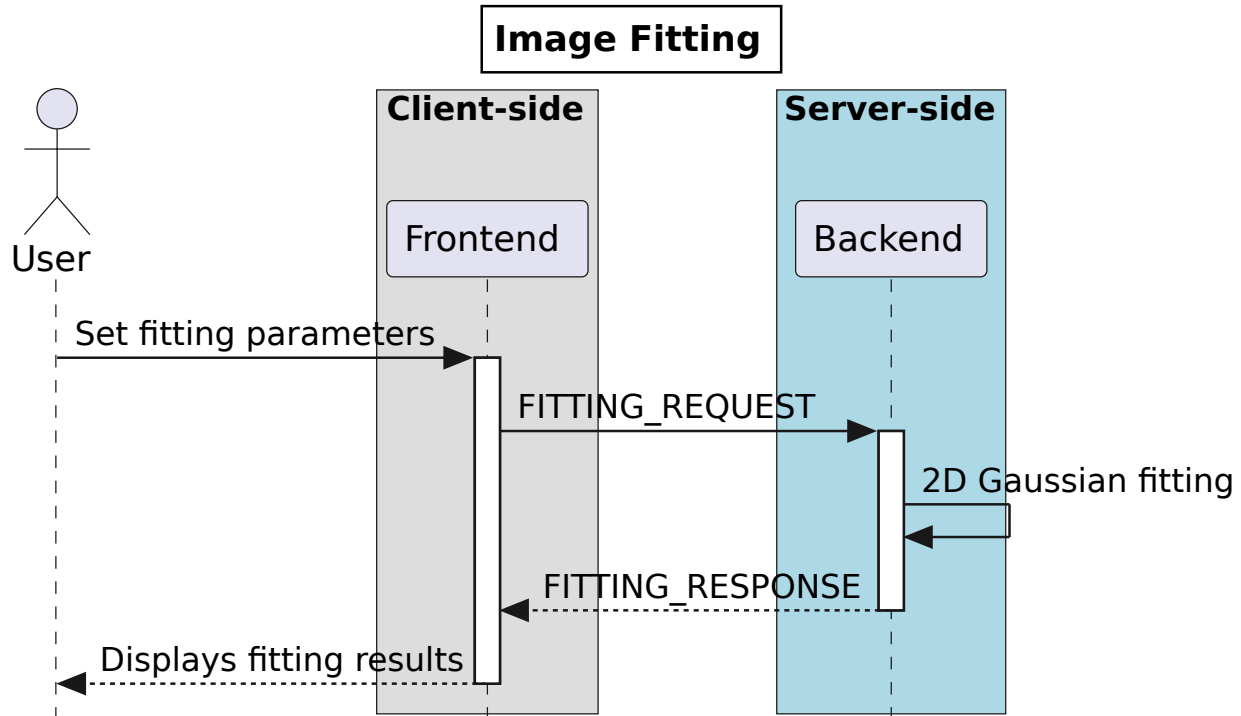 Image Fitting
Client-side
Server-side
User
Frontend
Backend
Set fitting parameters
FITTING_REQUEST
2D Gaussian fitting
FITTING_RESPONSE
Displays fitting results